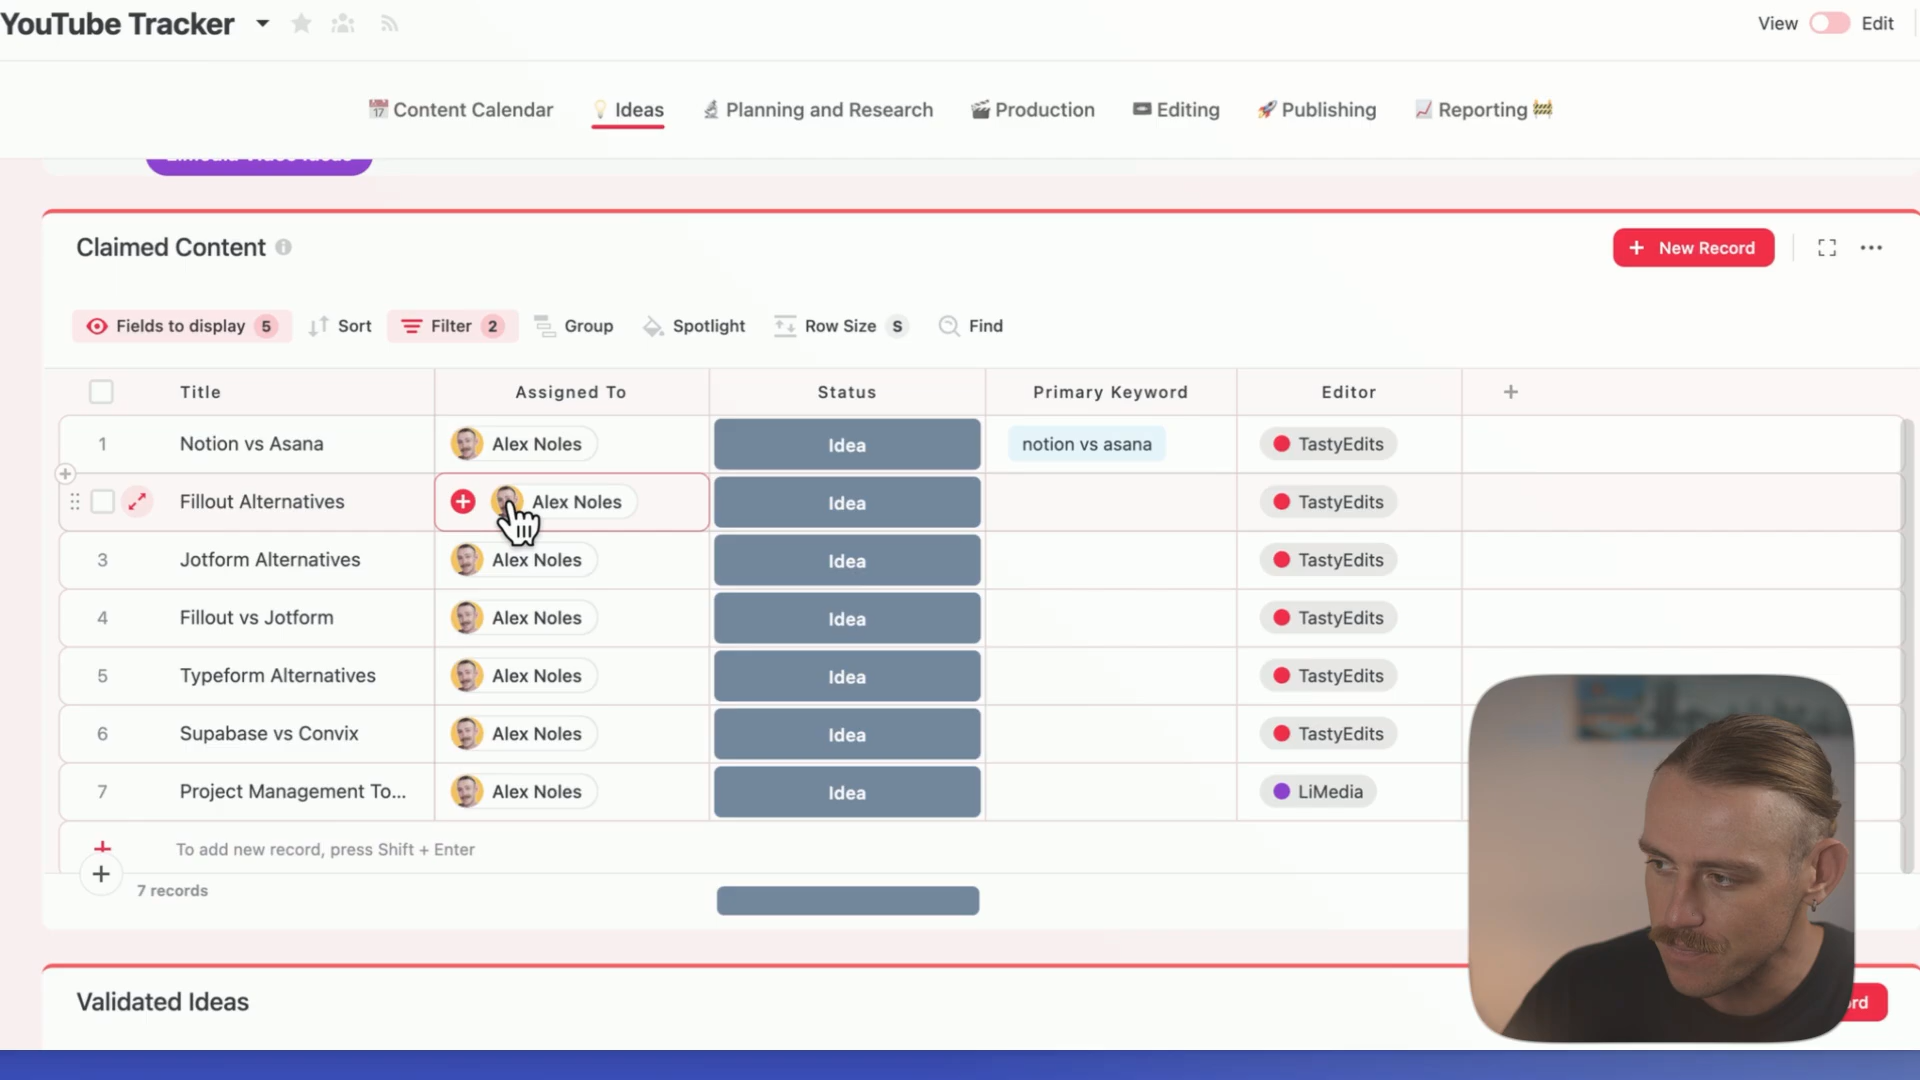 YouTube Tracker
View Edit
Content Calendar Ideas Planning and Research Production Editing Publishing Reporting
Claimed Content
+ New Record
Fields to display 5 Sort Filter 2 Group Spotlight Row Size S Find
Title Assigned To Status Primary Keyword Editor +
1 Notion vs Asana Alex Noles Idea notion vs asana TastyEdits
Fillout Alternatives Alex Noles Idea TastyEdits
3 Jotform Alternatives Alex Noles Idea TastyEdits
4 Fillout vs Jotform Alex Noles Idea TastyEdits
5 Typeform Alternatives Alex Noles Idea TastyEdits
6 Supabase vs Convix Alex Noles Idea TastyEdits
7 Project Management To... Alex Noles Idea LiMedia
To add new record, press Shift + Enter
7 records
Validated Ideas